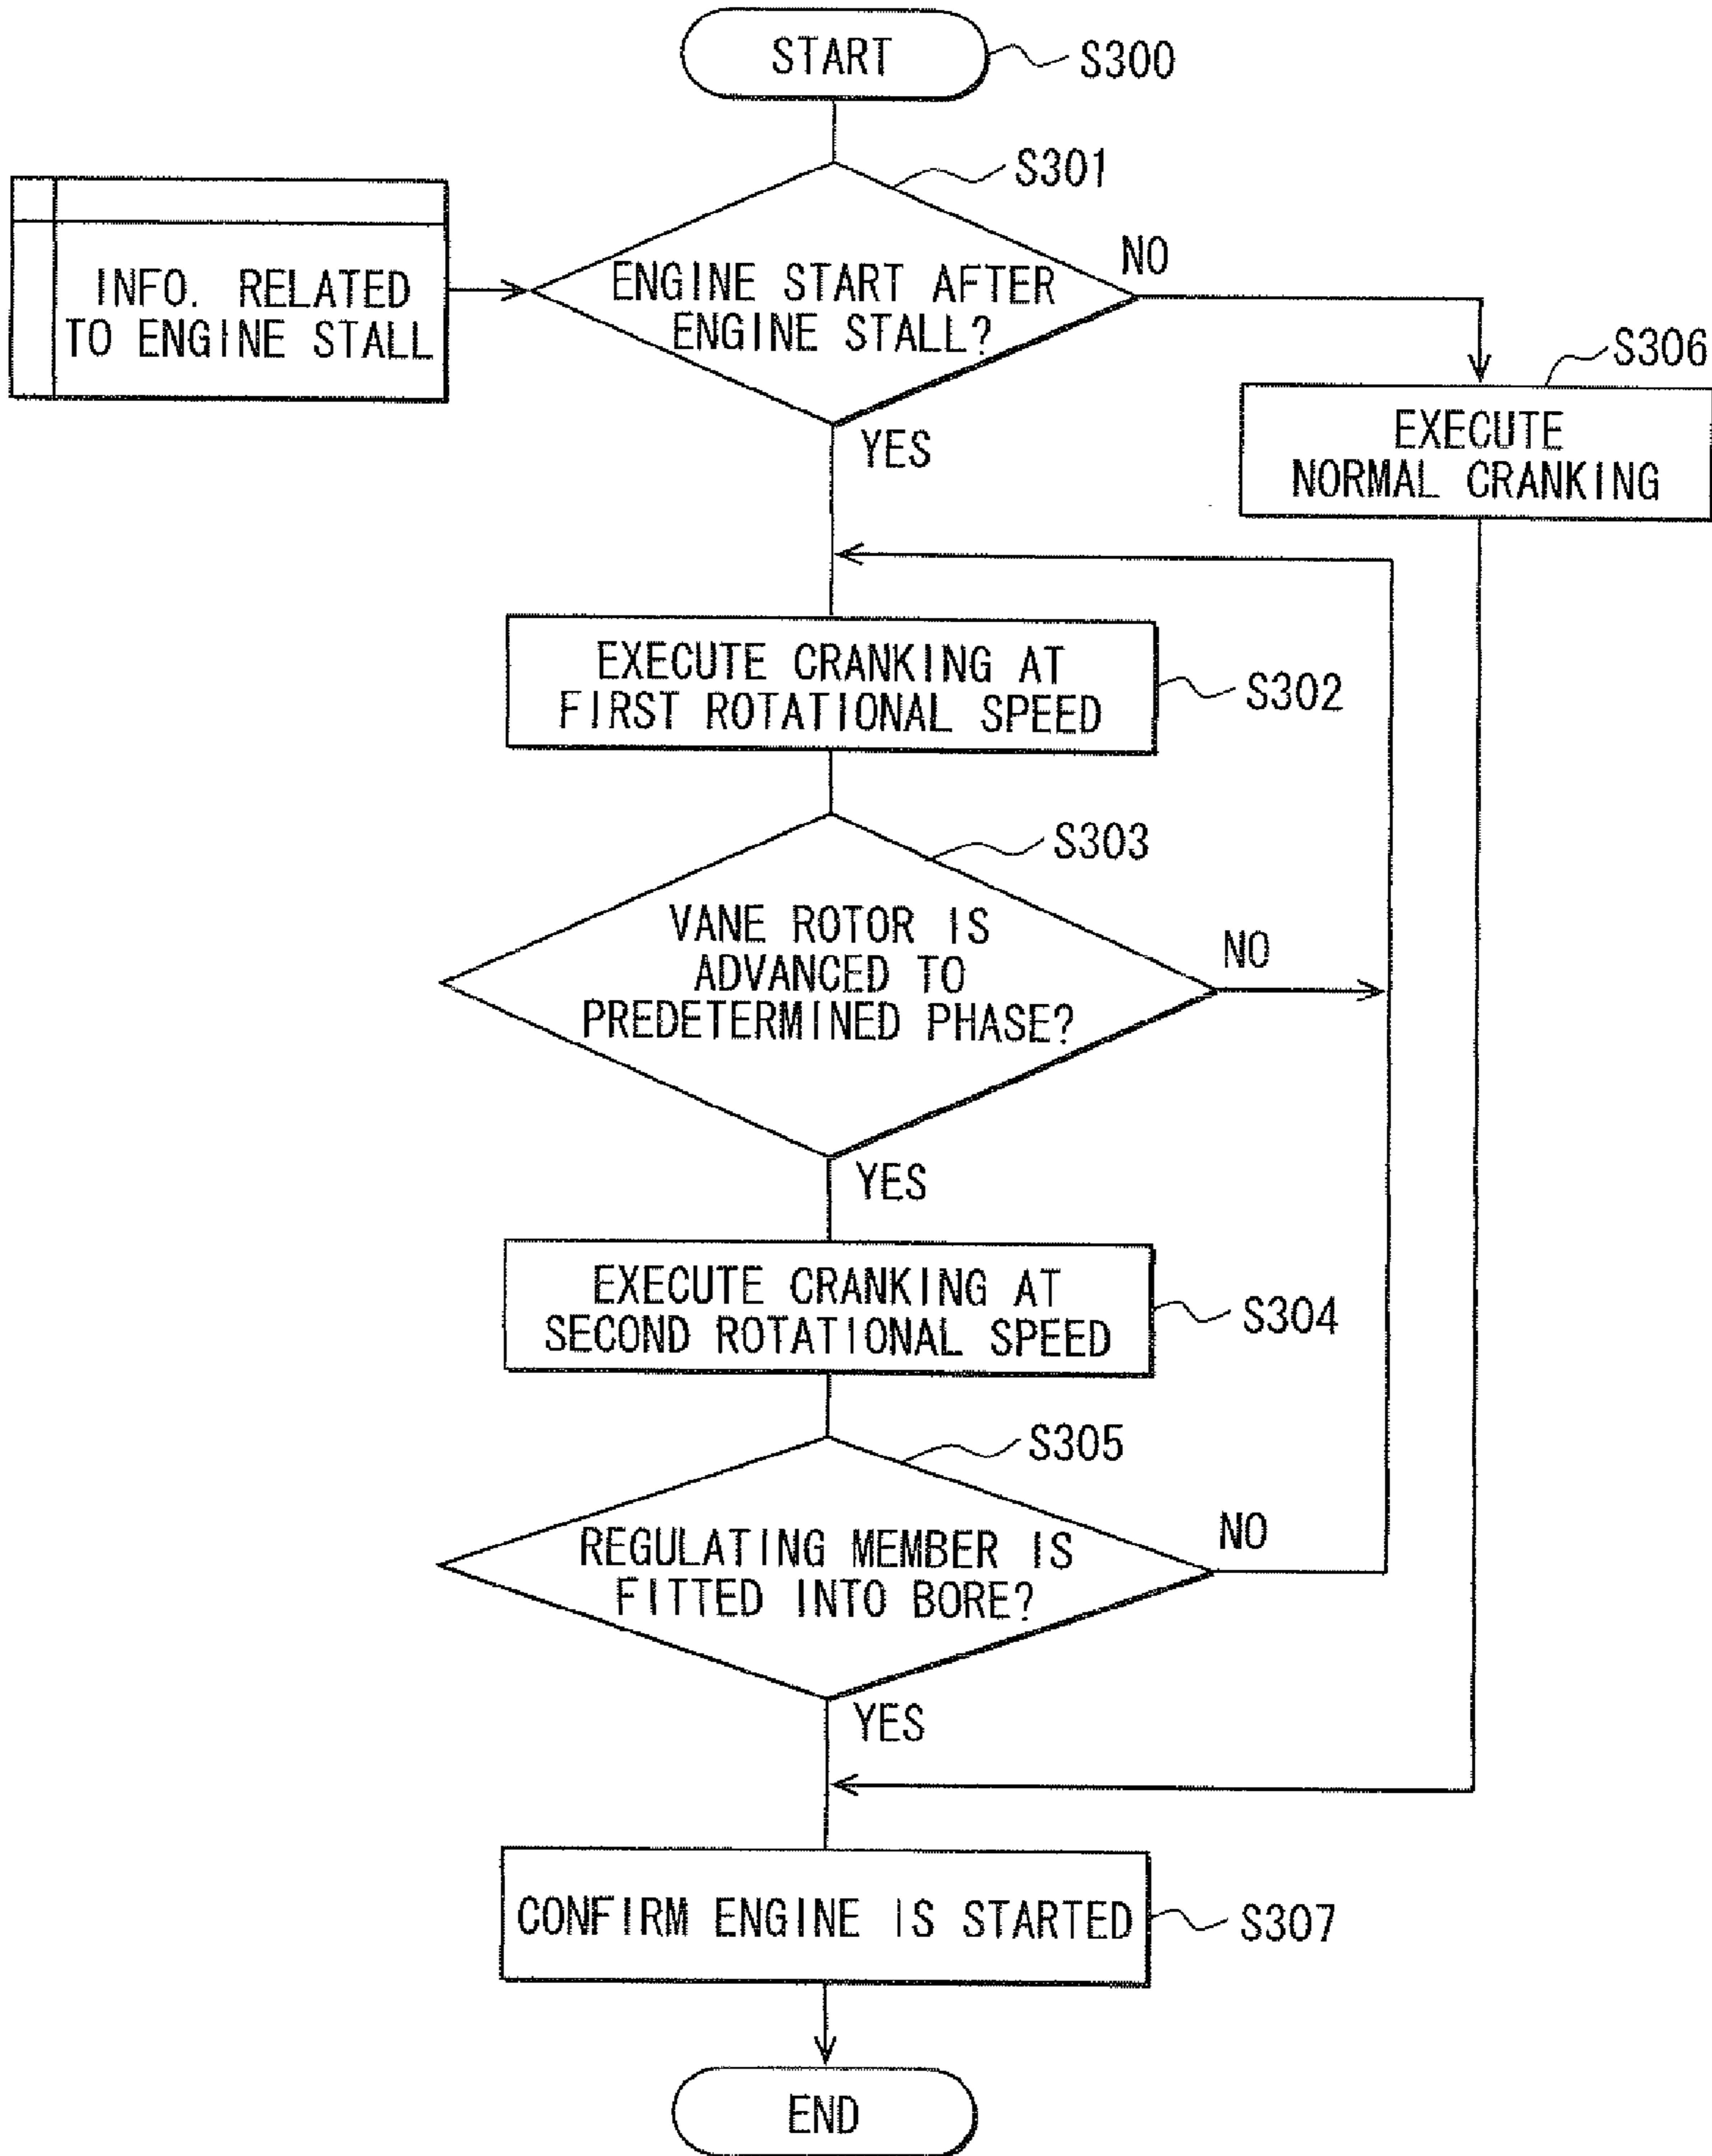 START
S300
S301
INFO. RELATED
TO ENGINE STALL
ENGINE START AFTER
ENGINE STALL?
NO
YES
S306
EXECUTE
NORMAL CRANKING
EXECUTE CRANKING AT
FIRST ROTATIONAL SPEED
S302
S303
VANE ROTOR IS
ADVANCED TO
PREDETERMINED PHASE?
NO
YES
EXECUTE CRANKING AT
SECOND ROTATIONAL SPEED
S304
S305
REGULATING MEMBER IS
FITTED INTO BORE?
NO
YES
CONFIRM ENGINE IS STARTED
S307
END